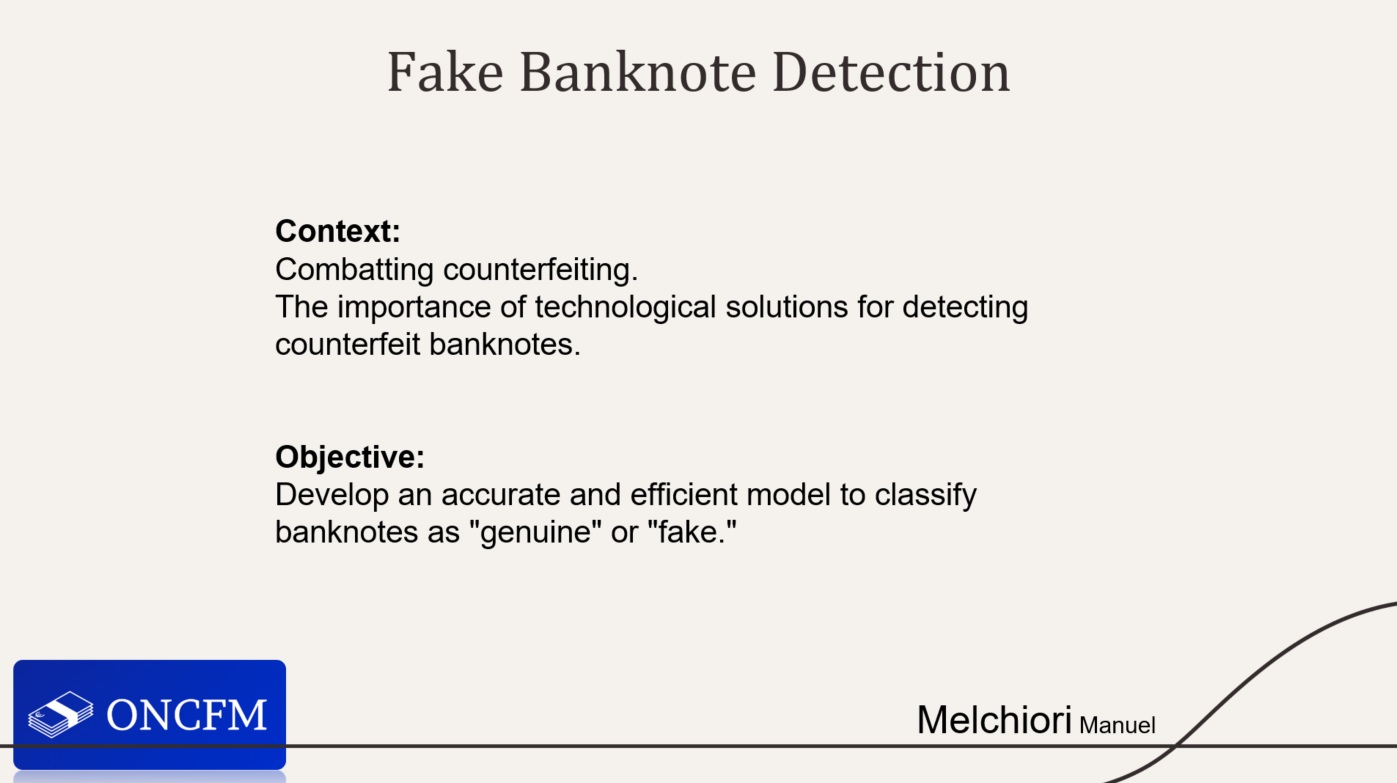 Fake Banknote Detection
Context:
Combatting counterfeiting.
The importance of technological solutions for detecting
counterfeit banknotes.
Objective:
Develop an accurate and efficient model to classify
banknotes as "genuine" or "fake."
ONCFM
Melchiori Manuel